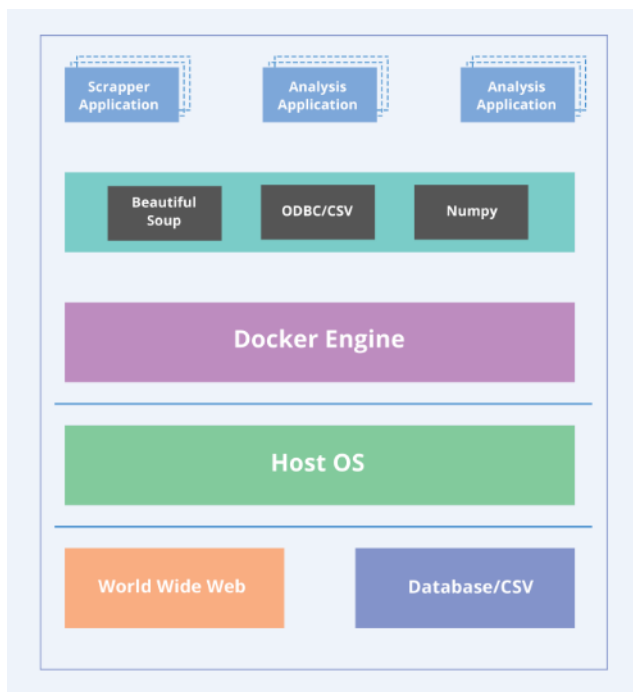 Scrapper
Application
Analysis
Application
Analysis
Application
Beautiful
Soup
ODBC/CSV
Numpy
Docker Engine
Host OS
World Wide Web
Database/CSV